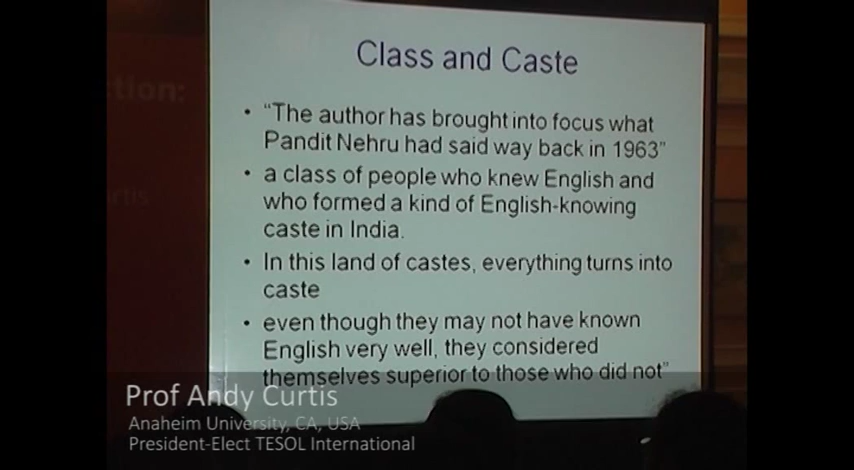 Class and Caste
• "The author has brought into focus what
Pandit Nehru had said way back in 1963"
• a class of people who knew English and
who formed a kind of English-knowing
caste in India.
• In this land of castes, everything turns into
caste
• even though they may not have known
English very well, they considered
themselves superior to those who did not"
Prof Andy Curtis
Anaheim University, CA, USA
President-Elect TESOL International